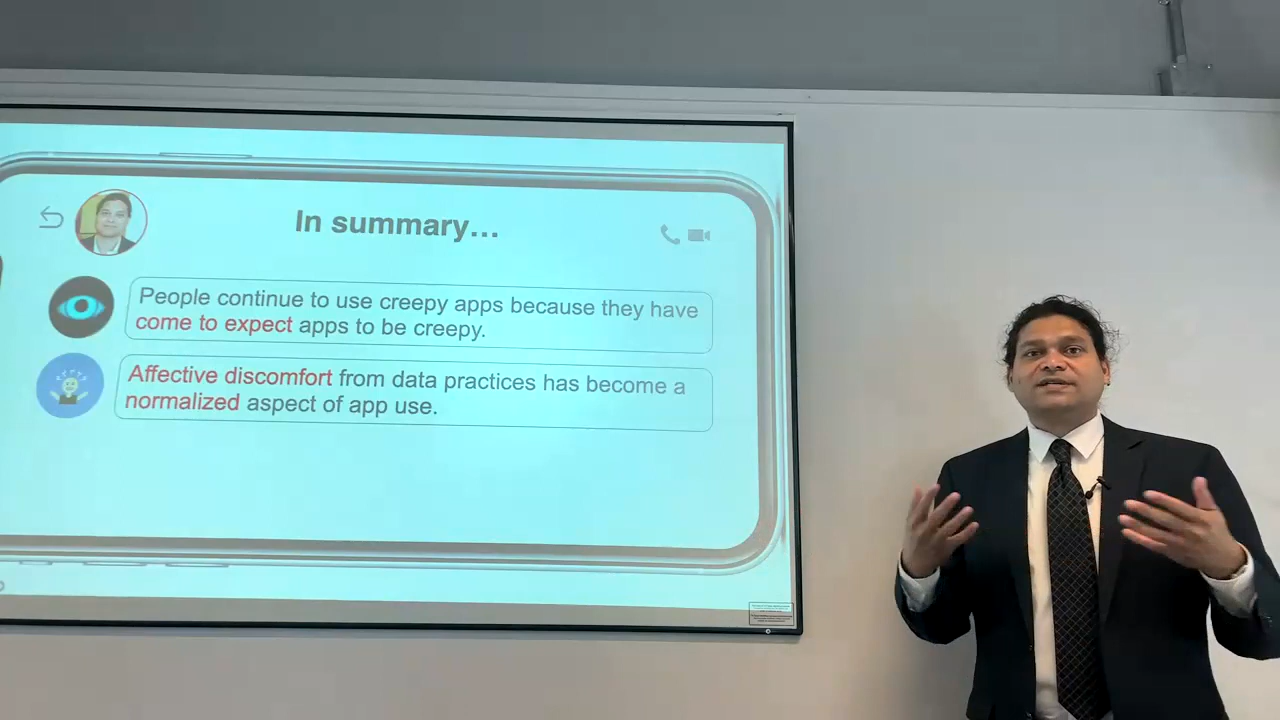 In summary...
People continue to use creepy apps because they have
come to expect apps to be creepy.
Affective discomfort from data practices has become a
normalized aspect of app use.